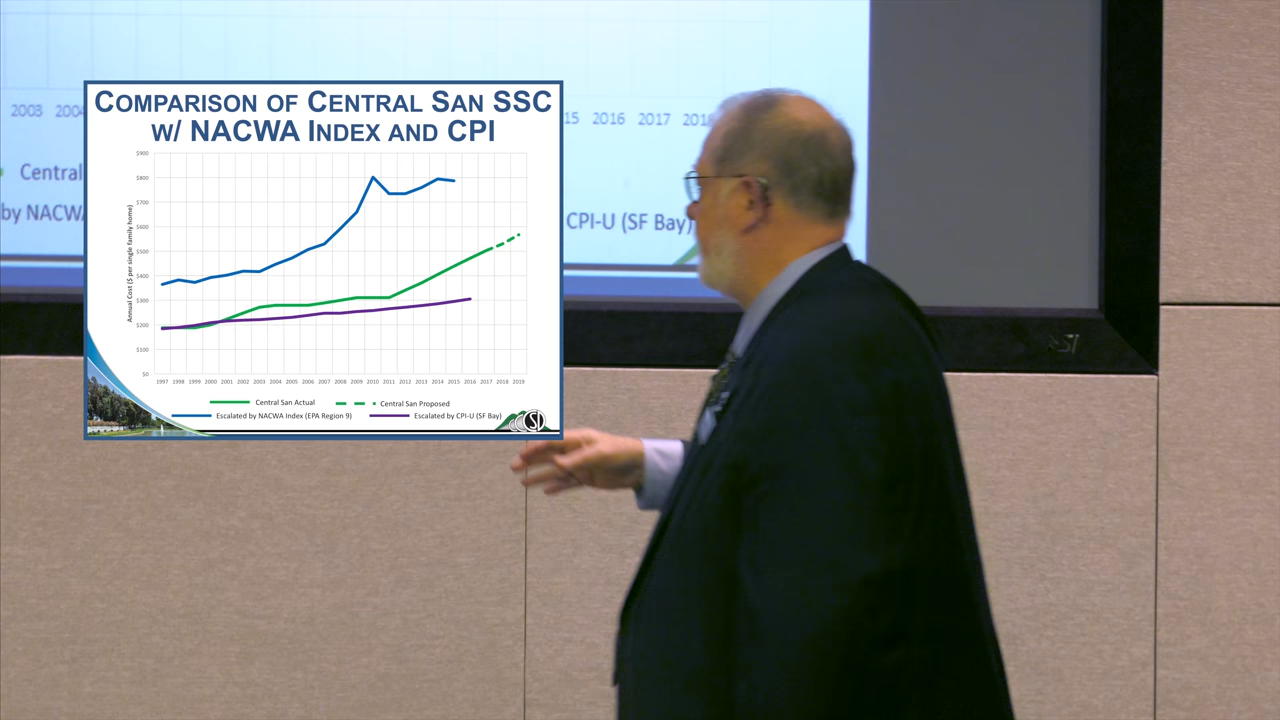 COMPARISON OF CENTRAL SAN SSC
W/ NACWA INDEX AND CPI
$900
$800
$700
$600
$500
$400
$300
$200
$100
$0
Annual Cost ($ per single family home)
1997 1998 1999 2000 2001 2002 2003 2004 2005 2006 2007 2008 2009 2010 2011 2012 2013 2014 2015 2016 2017 2018 2019
Central San Actual
Central San Proposed
Escalated by NACWA Index (EPA Region 9)
Escalated by CPI-U (SF Bay)
2003 2004
15 2016 2017 2018
Central
by NACWA
CPI-U (SF Bay)